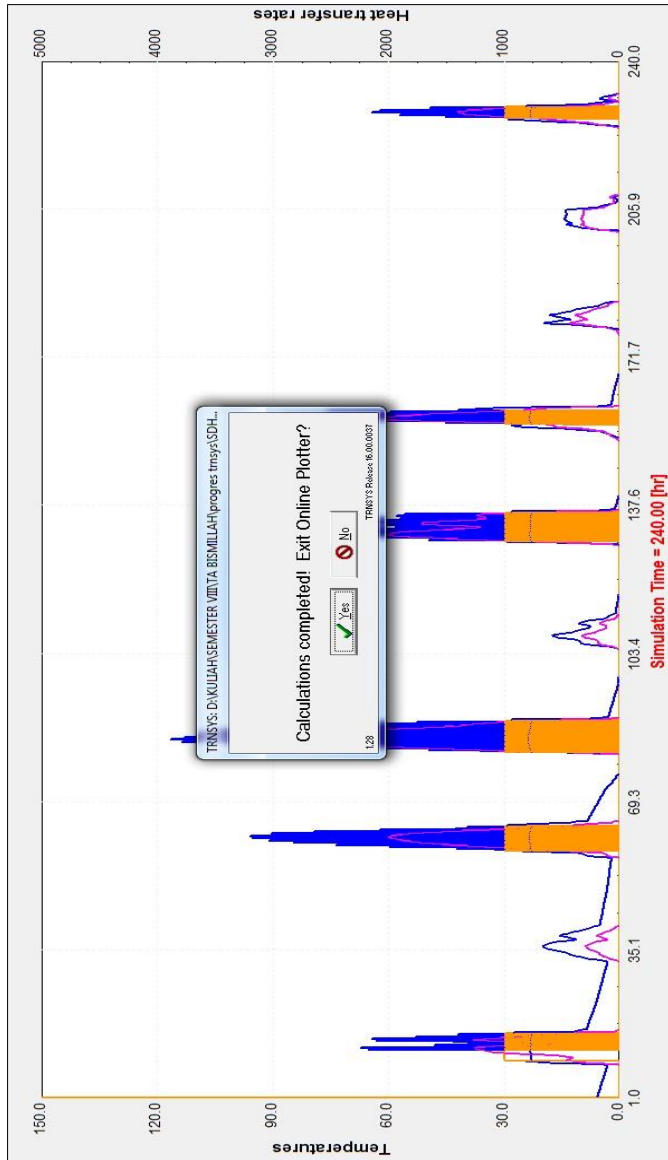 Temperatures
Heat transfer rates
150.0
120.0
90.0
60.0
30.0
0.0
5000
4000
3000
2000
1000
0
TRNSYS: D:\KULIAH\SEMESTER VIII\TA BISMILLAH\progres trnsys\SDH...
Calculations completed! Exit Online Plotter?
Yes
No
1.28
TRNSYS Release 16.00.0037
1.0
35.1
69.3
103.4
137.6
171.7
205.9
240.0
Simulation Time = 240.00 [hr]